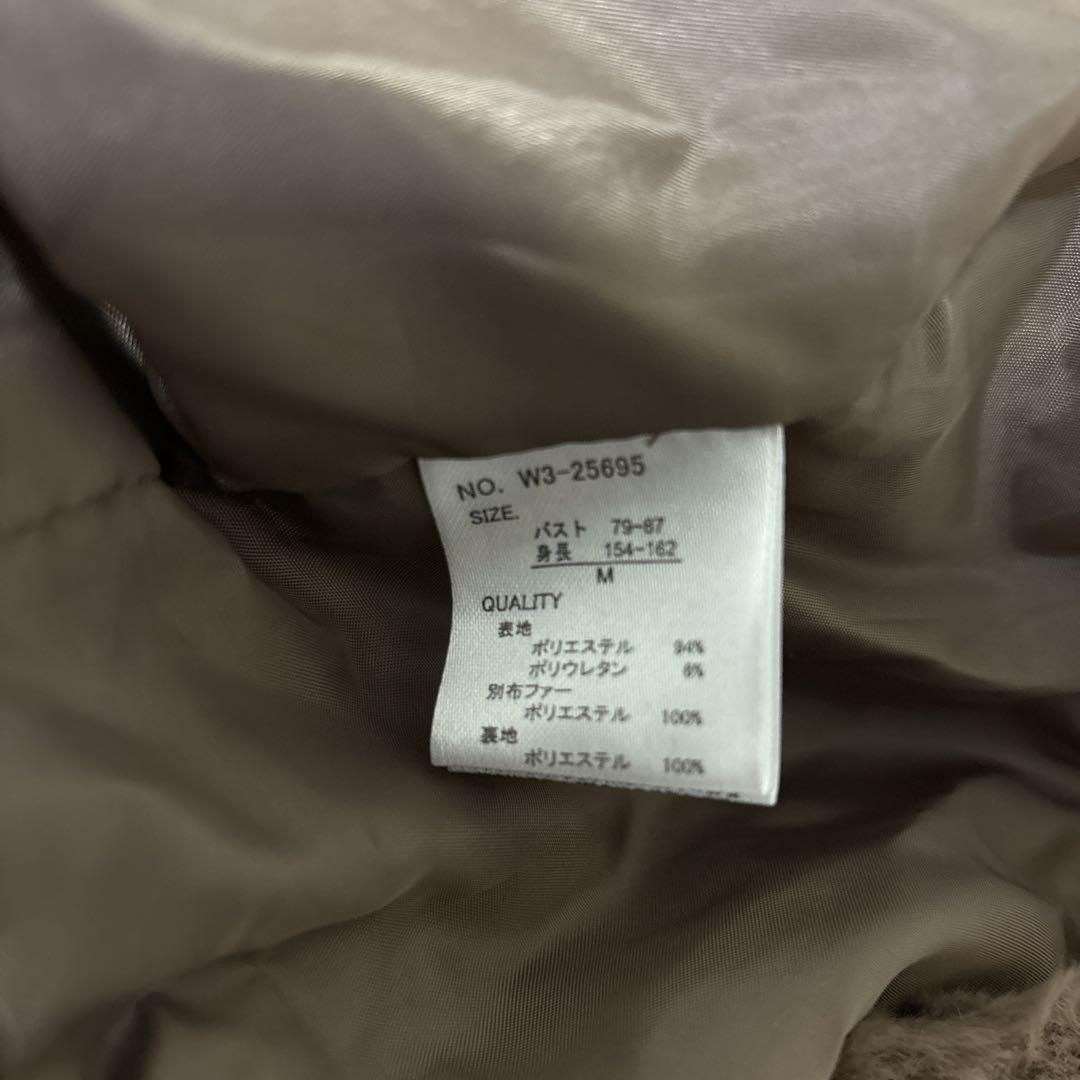 NO. W3-25695
SIZE.
バスト 79-87
身長 154-162
M
QUALITY
表地
ポリエステル 94%
ポリウレタン 6%
別布ファー
ポリエステル 100%
裏地
ポリエステル 100%